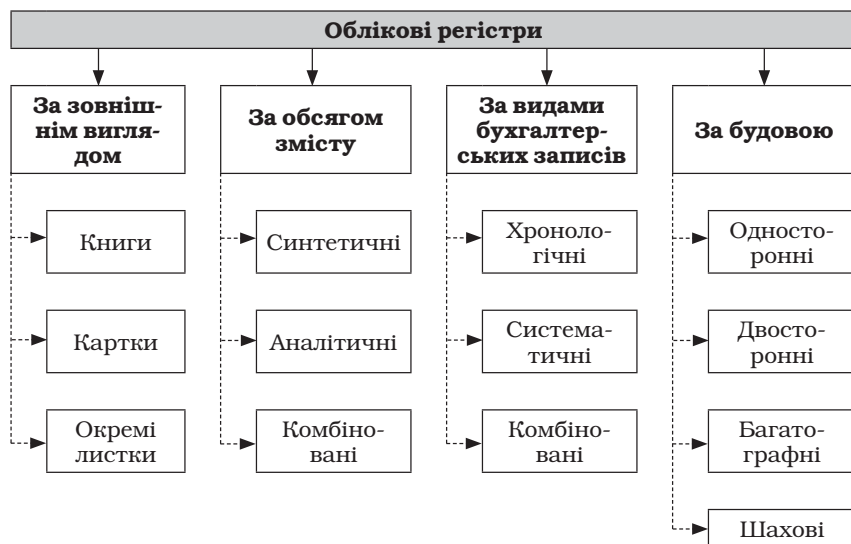 Облікові регістри
За зовніш-
нім вигля-
дом
Книги
Картки
Окремі
листки
За обсягом
змісту
Синтетичні
Аналітичні
Комбіно-
вані
За видами
бухгалтер-
ських записів
Хроноло-
гічні
Система-
тичні
Комбіно-
вані
За будовою
Односто-
ронні
Двосто-
ронні
Багато-
графні
Шахові